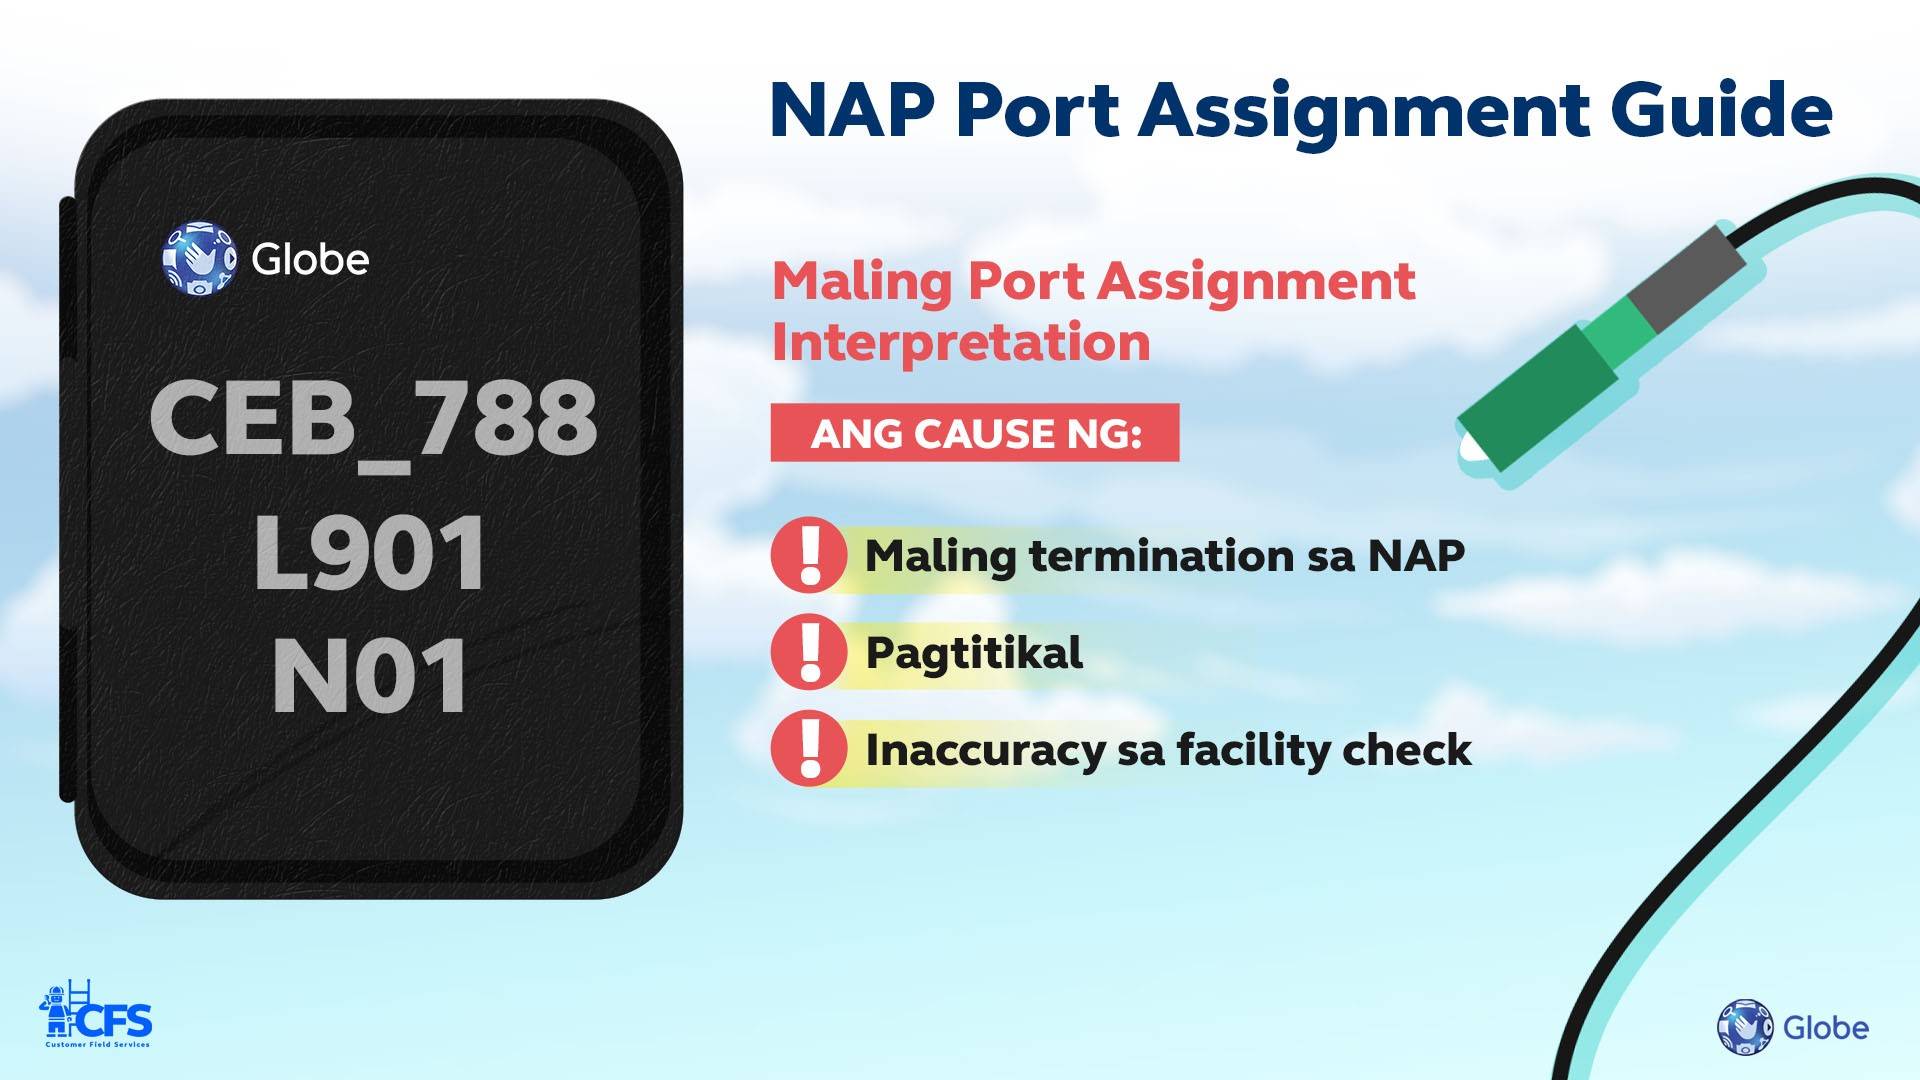 NAP Port Assignment Guide
Globe
CEB_788
L901
N01
Maling Port Assignment
Interpretation
ANG CAUSE NG:
! Maling termination sa NAP
! Pagtitikal
! Inaccuracy sa facility check
CFS
Customer Field Services
Globe